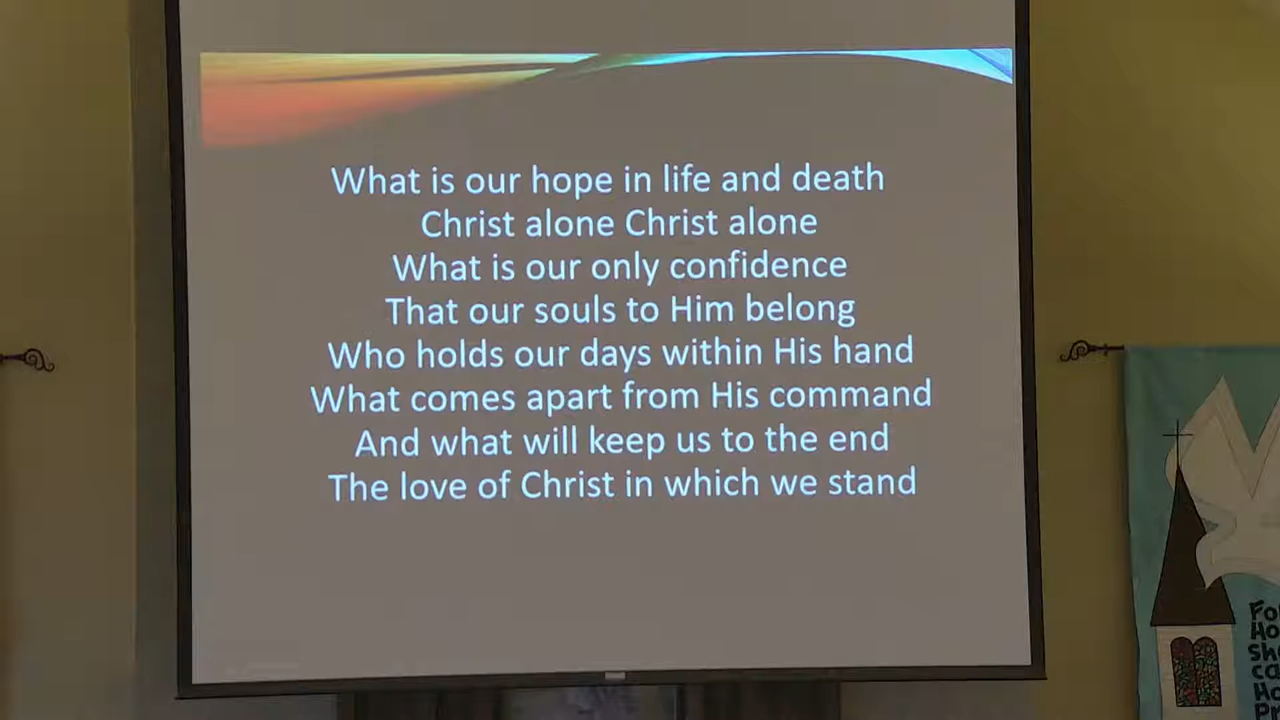 What is our hope in life and death
Christ alone Christ alone
What is our only confidence
That our souls to Him belong
Who holds our days within His hand
What comes apart from His command
And what will keep us to the end
The love of Christ in which we stand